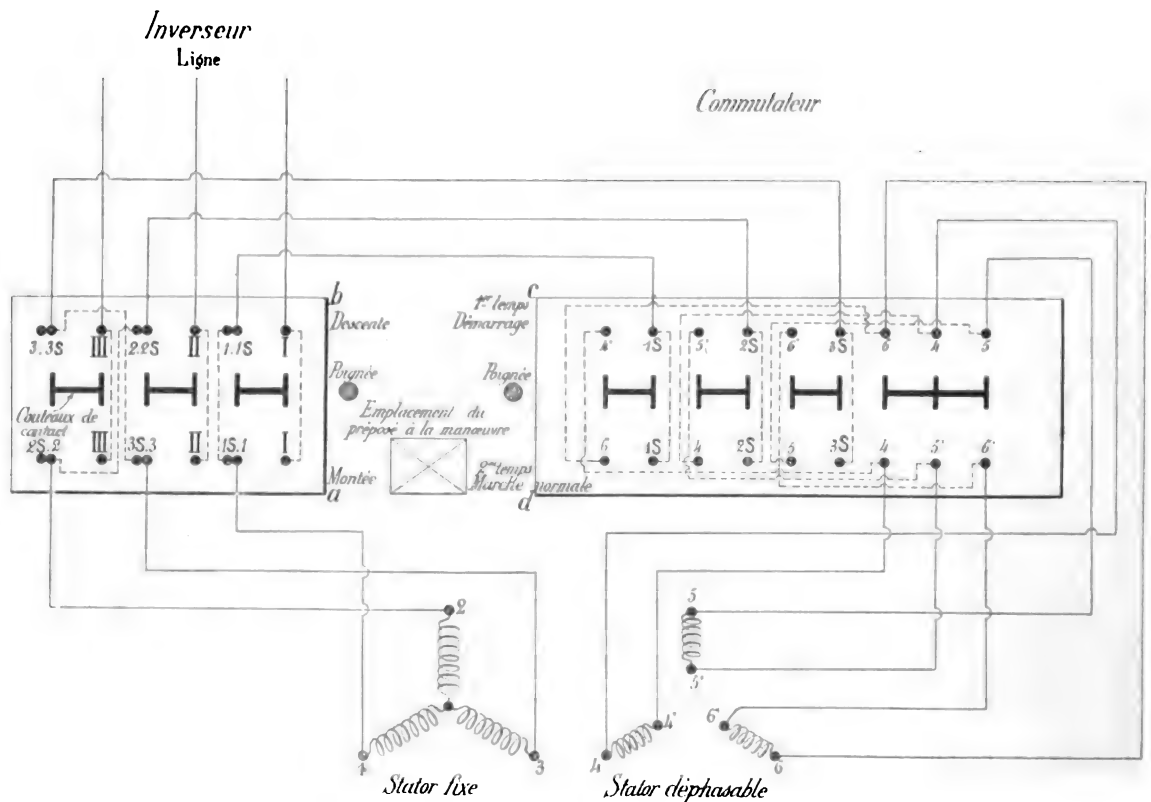 Inverseur
Ligne
Commutateur
b
Descente
3.3S III 2.2S II 1.1S I
Poignée
Couteaux de
contact
2S.2 III 3S.3 II 1S.1 I
Montée
a
Emplacement du
préposé à la manœuvre
c
1er temps
Démarrage
4' 1S 5' 2S 6' 3S 6 4 5
Poignée
6 1S 4 2S 5 3S 4' 5' 6'
2me temps
Marche normale
d
2
1
3
Stator fixe
5
5'
4'
4
6'
6
Stator déphasable